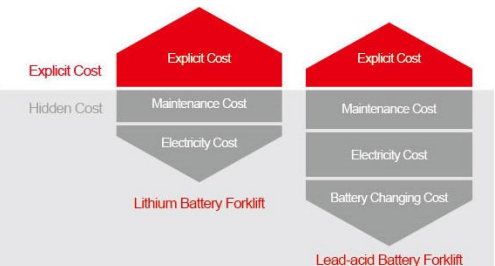 Explicit Cost
Explicit Cost
Explicit Cost
Hidden Cost
Maintenance Cost
Maintenance Cost
Electricity Cost
Electricity Cost
Battery Changing Cost
Lithium Battery Forklift
Lead-acid Battery Forklift